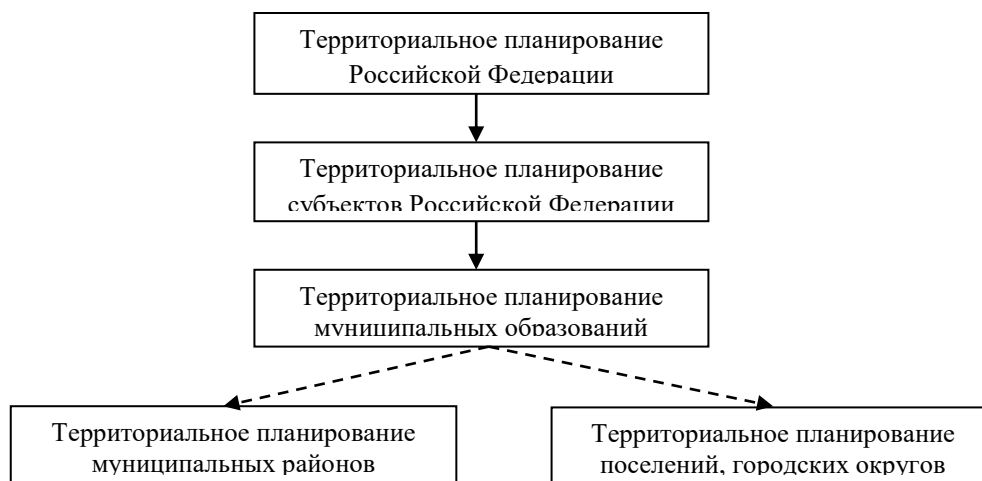 Территориальное планирование
Российской Федерации
Территориальное планирование
субъектов Российской Федерации
Территориальное планирование
муниципальных образований
Территориальное планирование
муниципальных районов
Территориальное планирование
поселений, городских округов